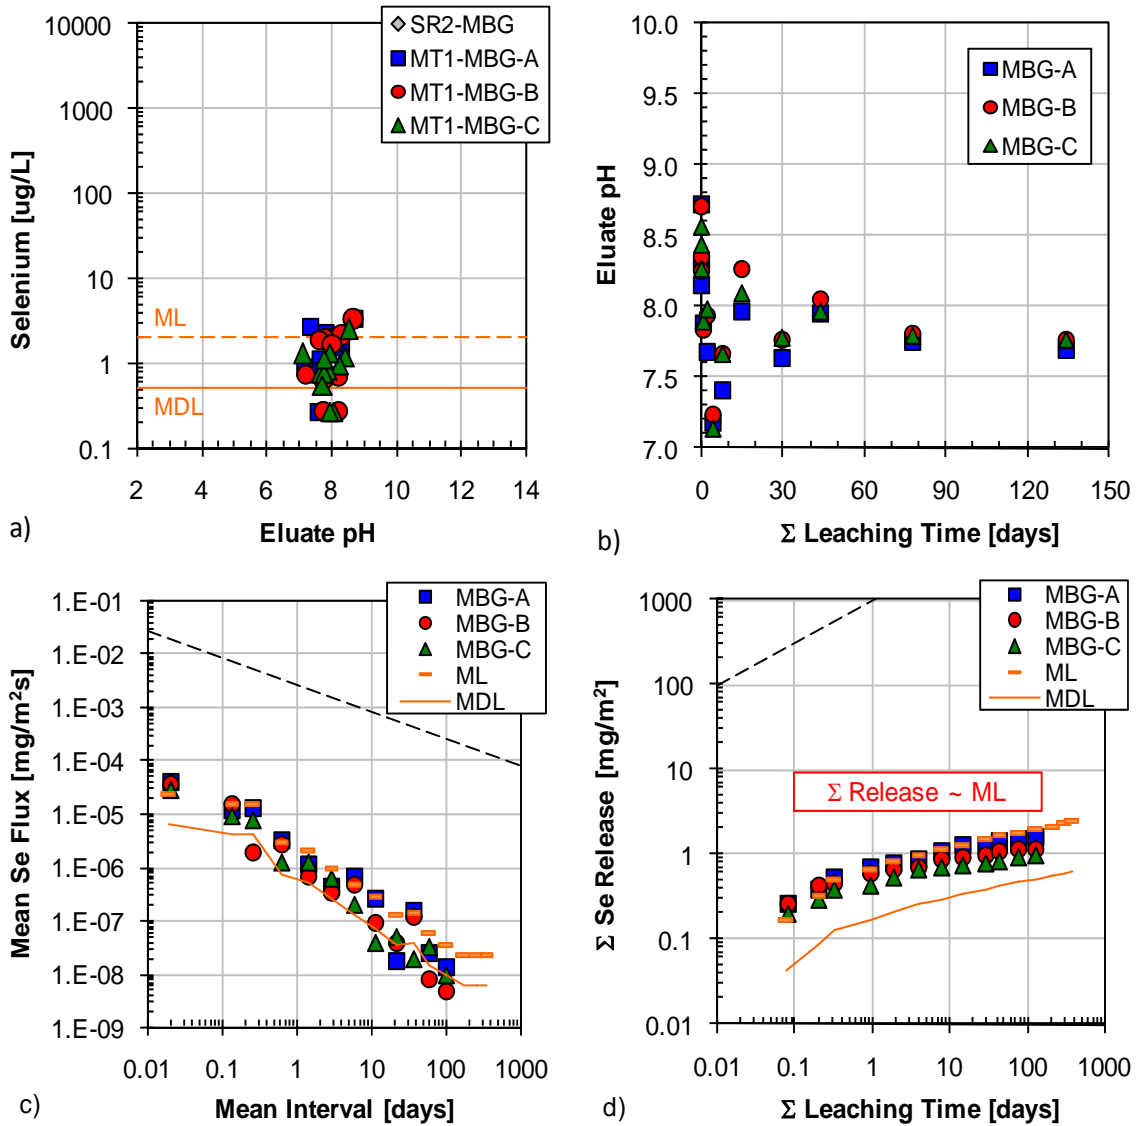 10000
1000
100
10
1
0.1
Selenium [ug/L]
SR2-MBG
MT1-MBG-A
MT1-MBG-B
MT1-MBG-C
ML
MDL
2 4 6 8 10 12 14
Eluate pH
a)
10.0
9.5
9.0
8.5
8.0
7.5
7.0
Eluate pH
MBG-A
MBG-B
MBG-C
0 30 60 90 120 150
Σ Leaching Time [days]
b)
1.E-01
1.E-02
1.E-03
1.E-04
1.E-05
1.E-06
1.E-07
1.E-08
1.E-09
Mean Se Flux [mg/m²s]
MBG-A
MBG-B
MBG-C
ML
MDL
0.01 0.1 1 10 100 1000
Mean Interval [days]
c)
1000
100
10
1
0.1
0.01
Σ Se Release [mg/m²]
MBG-A
MBG-B
MBG-C
ML
MDL
Σ Release ~ ML
0.01 0.1 1 10 100 1000
Σ Leaching Time [days]
d)